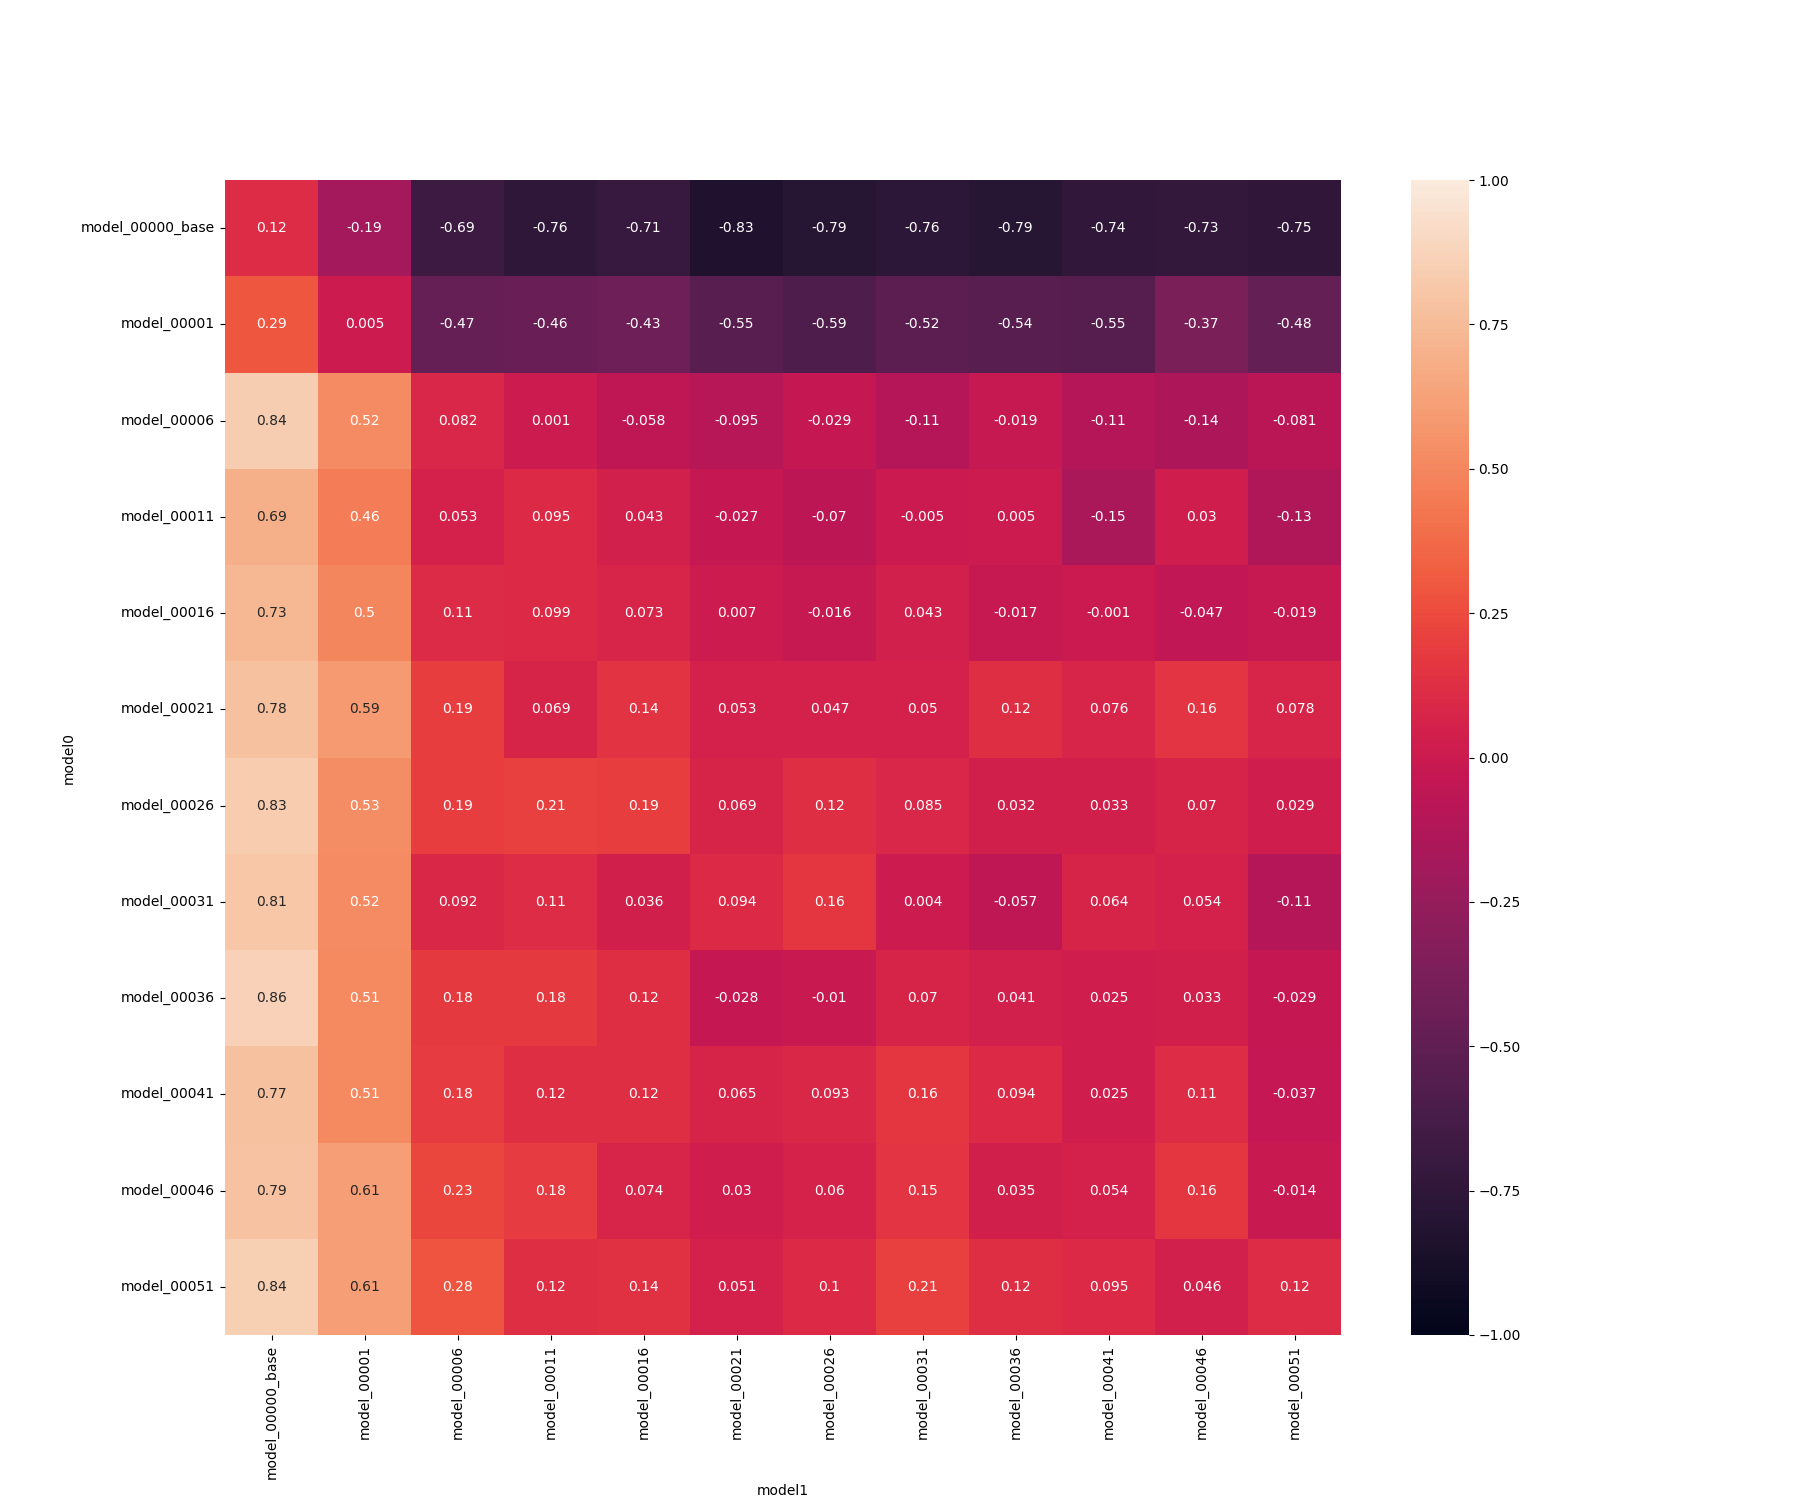 model0
model_00000_base 0.12 -0.19 -0.69 -0.76 -0.71 -0.83 -0.79 -0.76 -0.79 -0.74 -0.73 -0.75
model_00001 0.29 0.005 -0.47 -0.46 -0.43 -0.55 -0.59 -0.52 -0.54 -0.55 -0.37 -0.48
model_00006 0.84 0.52 0.082 0.001 -0.058 -0.095 -0.029 -0.11 -0.019 -0.11 -0.14 -0.081
model_00011 0.69 0.46 0.053 0.095 0.043 -0.027 -0.07 -0.005 0.005 -0.15 0.03 -0.13
model_00016 0.73 0.5 0.11 0.099 0.073 0.007 -0.016 0.043 -0.017 -0.001 -0.047 -0.019
model_00021 0.78 0.59 0.19 0.069 0.14 0.053 0.047 0.05 0.12 0.076 0.16 0.078
model_00026 0.83 0.53 0.19 0.21 0.19 0.069 0.12 0.085 0.032 0.033 0.07 0.029
model_00031 0.81 0.52 0.092 0.11 0.036 0.094 0.16 0.004 -0.057 0.064 0.054 -0.11
model_00036 0.86 0.51 0.18 0.18 0.12 -0.028 -0.01 0.07 0.041 0.025 0.033 -0.029
model_00041 0.77 0.51 0.18 0.12 0.12 0.065 0.093 0.16 0.094 0.025 0.11 -0.037
model_00046 0.79 0.61 0.23 0.18 0.074 0.03 0.06 0.15 0.035 0.054 0.16 -0.014
model_00051 0.84 0.61 0.28 0.12 0.14 0.051 0.1 0.21 0.12 0.095 0.046 0.12
model_00000_base model_00001 model_00006 model_00011 model_00016 model_00021 model_00026 model_00031 model_00036 model_00041 model_00046 model_00051
model1
1.00
0.75
0.50
0.25
0.00
−0.25
−0.50
−0.75
−1.00